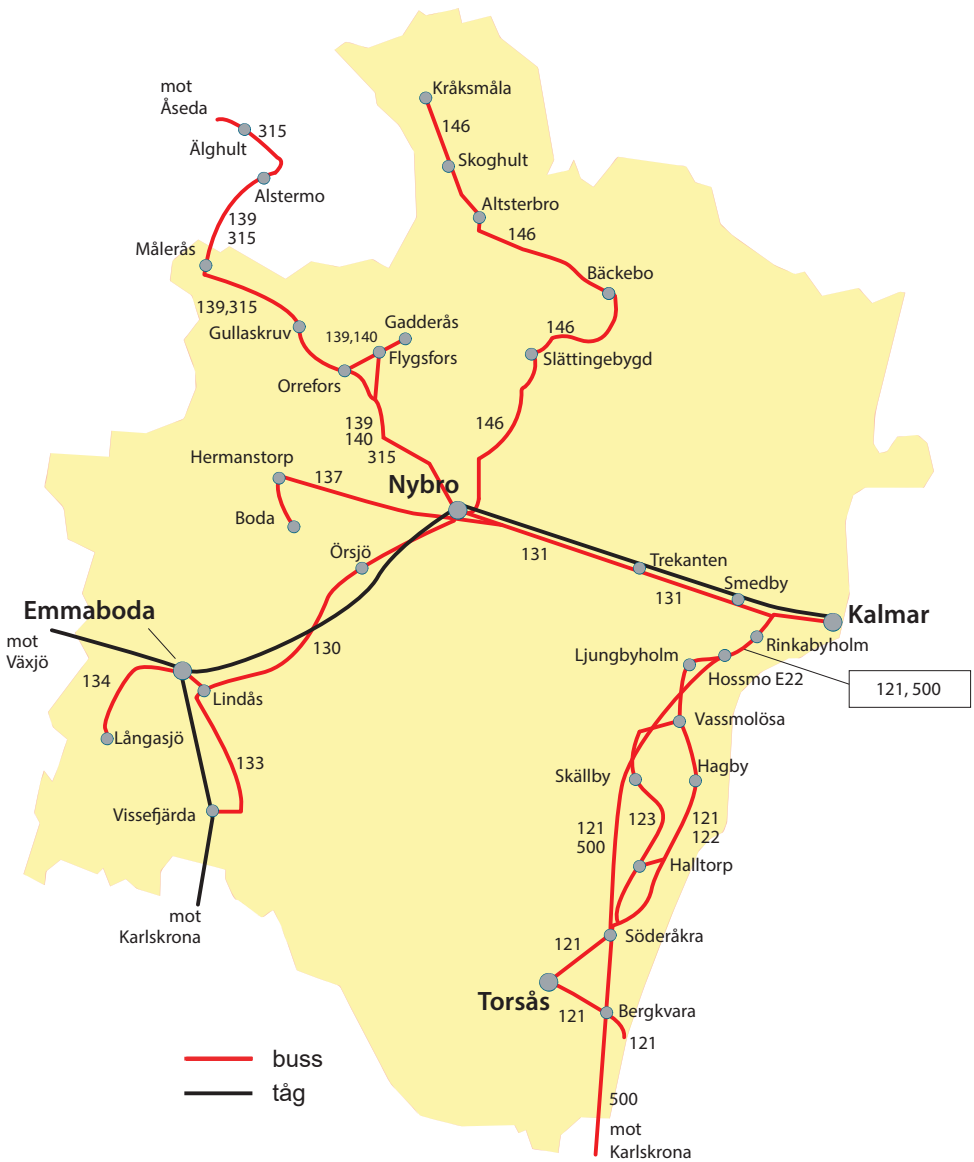 mot
Åseda
315
Älghult
Alstermo
139
315
Målerås
139,315
Gullaskruv
Gadderås
139,140
Flygsfors
Orrefors
139
140
315
Kråksmåla
146
Skoghult
Altsterbro
146
Bäckebo
146
Slättingebygd
146
Hermanstorp
137
Nybro
Boda
131
Örsjö
Trekanten
131
Smedby
Kalmar
Emmaboda
mot
Växjö
130
134
Lindås
Långasjö
133
Vissefjärda
mot
Karlskrona
Rinkabyholm
Ljungbyholm
Hossmo E22
121, 500
Vassmolösa
Skällby
Hagby
123
121
122
121
500
Halltorp
121
Söderåkra
Torsås
121
Bergkvara
121
500
mot
Karlskrona
buss
tåg